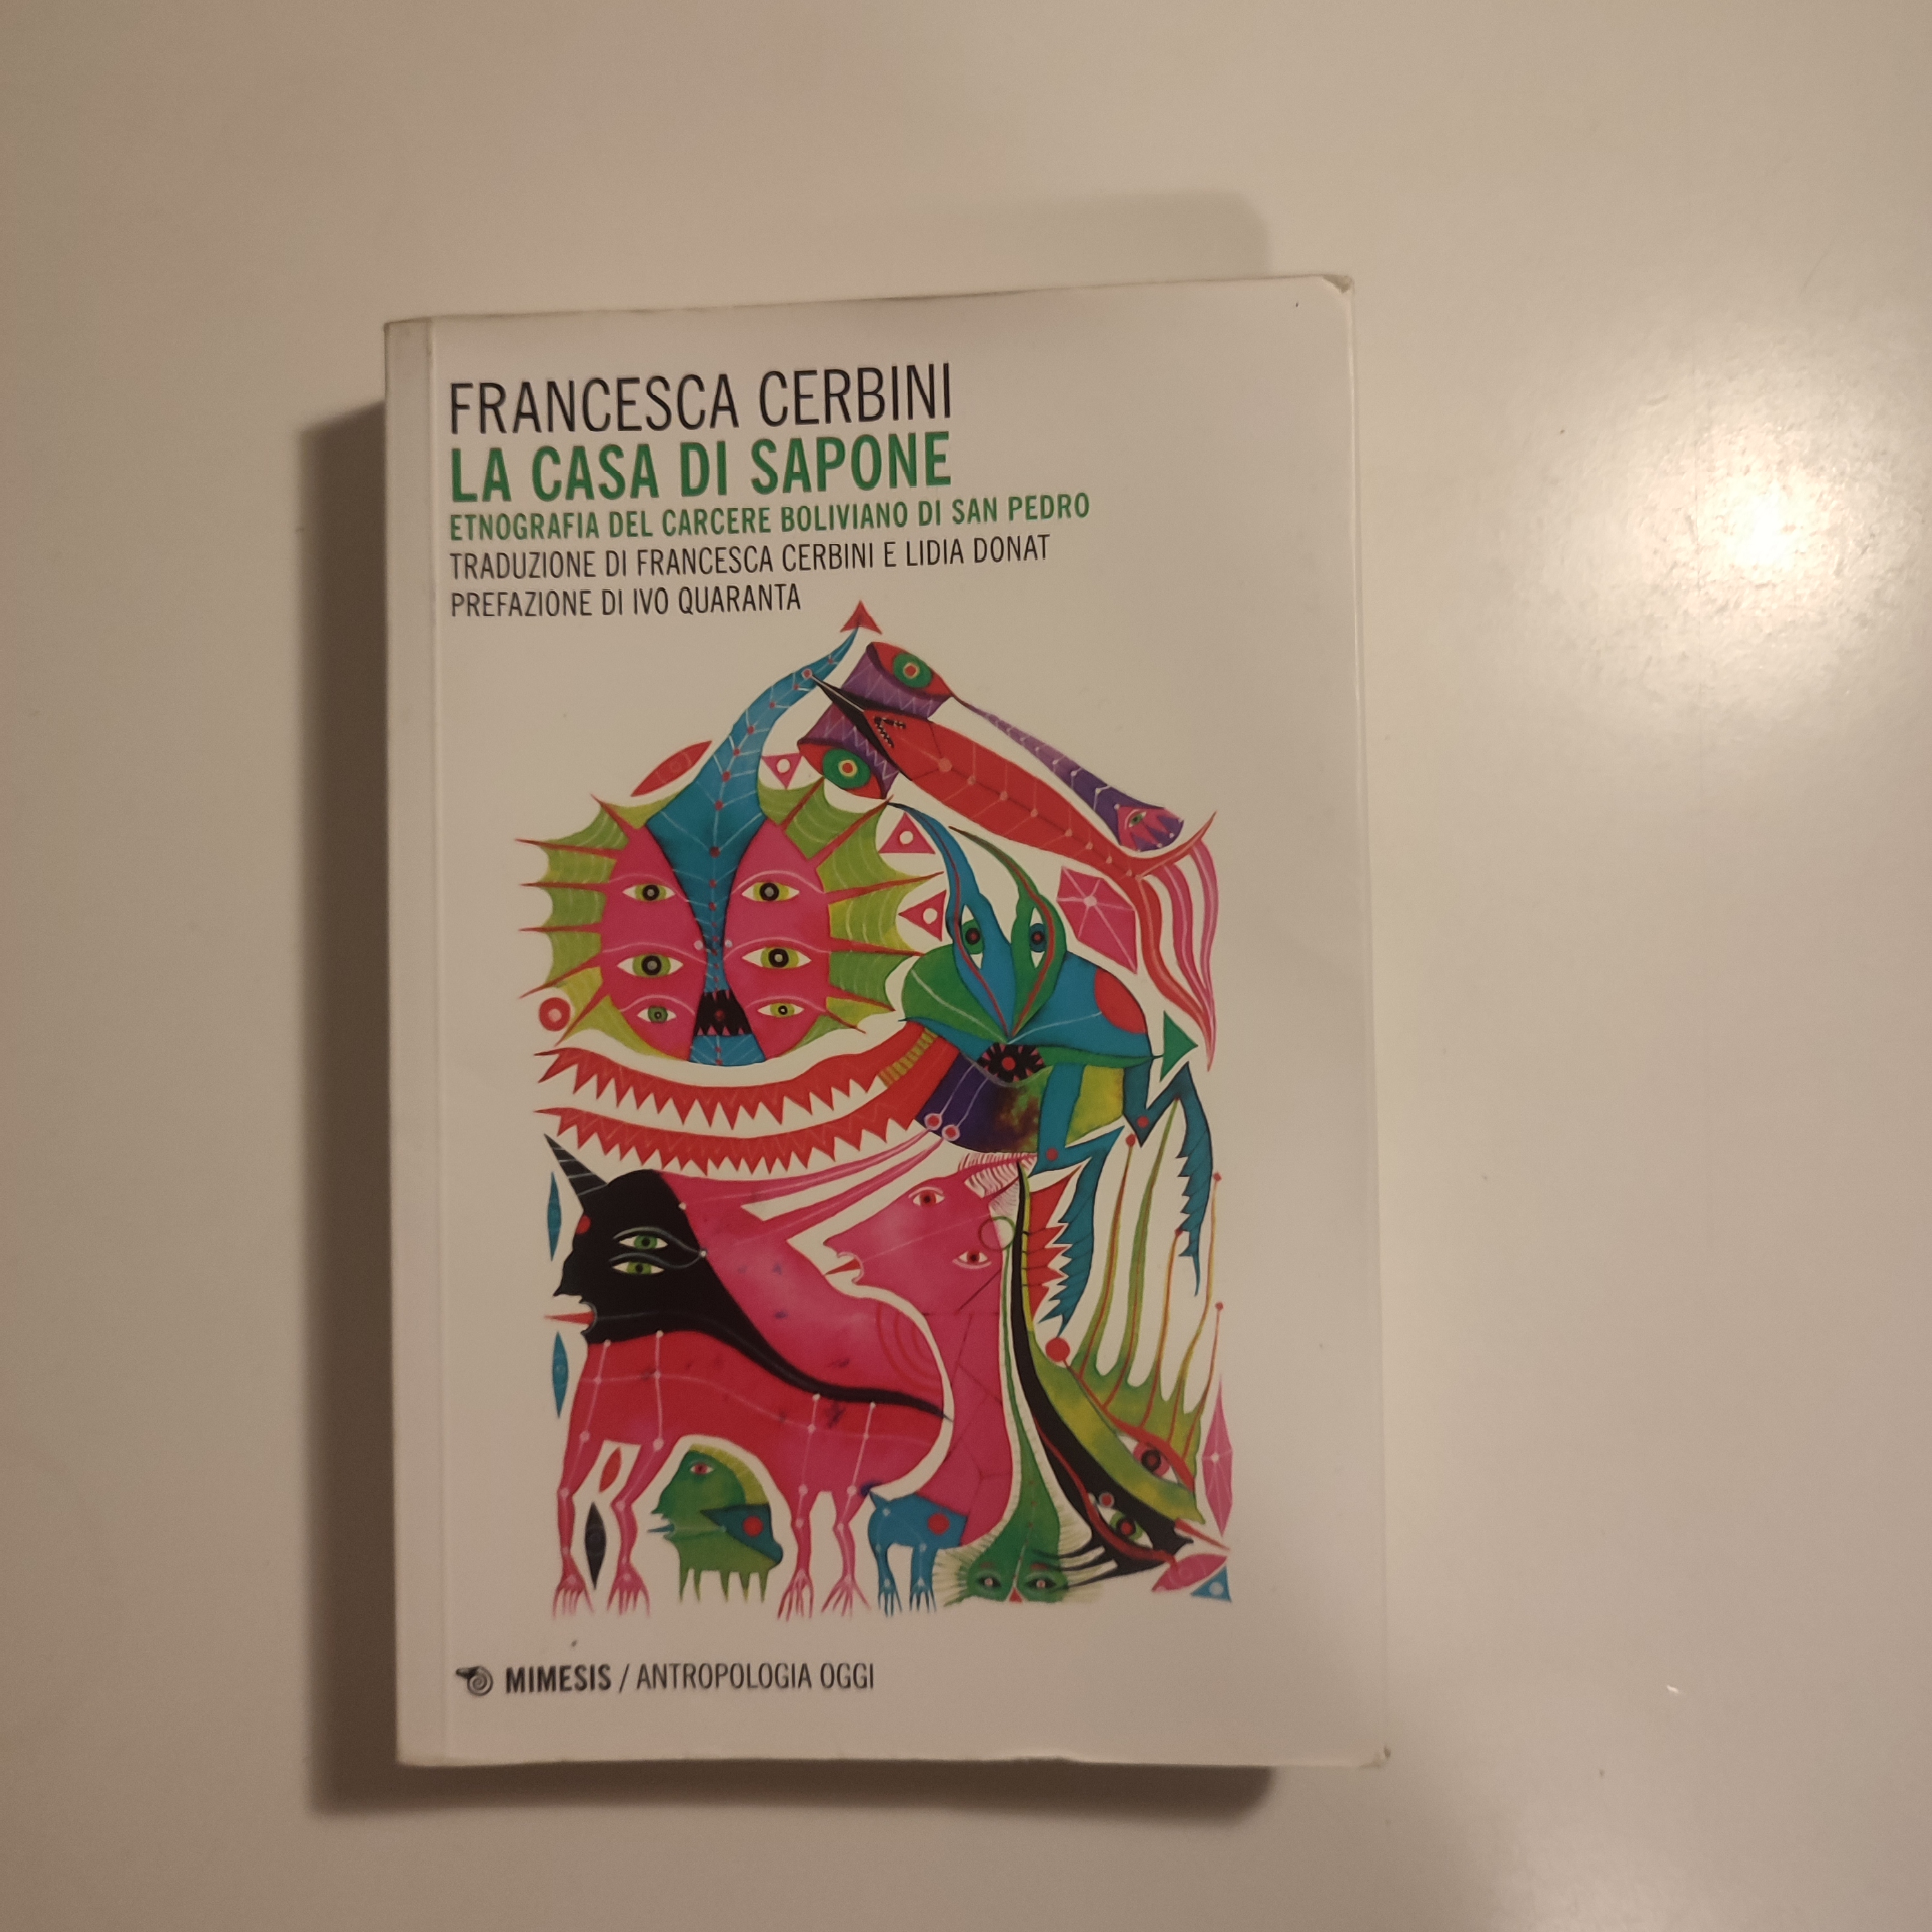 FRANCESCA CERBINI
LA CASA DI SAPONE
ETNOGRAFIA DEL CARCERE BOLIVIANO DI SAN PEDRO
TRADUZIONE DI FRANCESCA CERBINI E LIDIA DONAT
PREFAZIONE DI IVO QUARANTA
MIMESIS / ANTROPOLOGIA OGGI